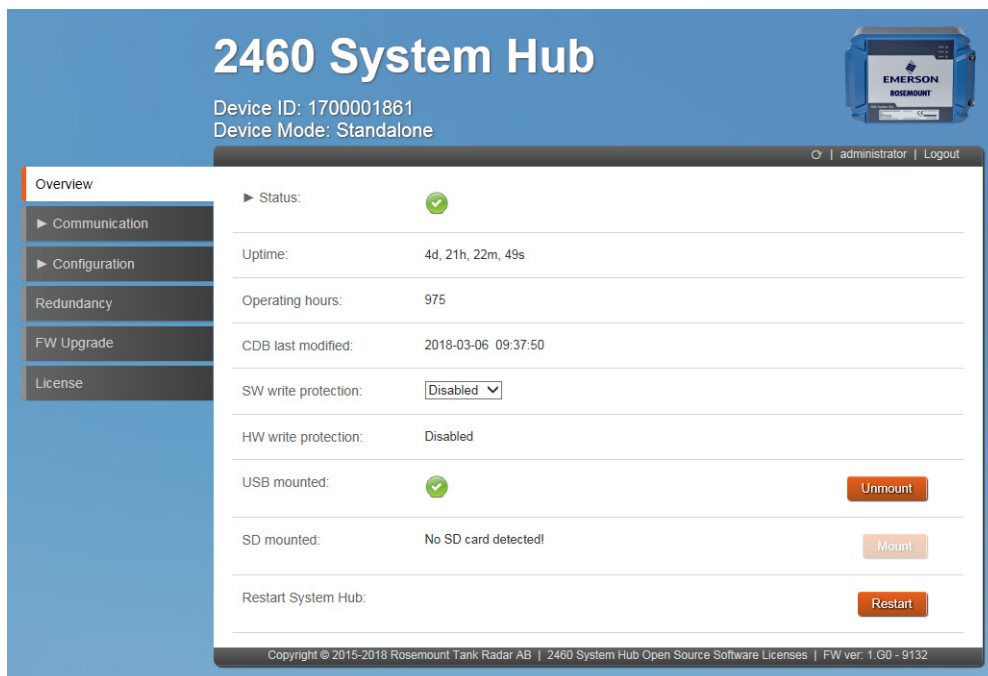 2460 System Hub
Device ID: 1700001861
Device Mode: Standalone
EMERSON
ROSEMOUNT
| administrator | Logout
Overview
► Communication
► Configuration
Redundancy
FW Upgrade
License
► Status:
Uptime: 4d, 21h, 22m, 49s
Operating hours: 975
CDB last modified: 2018-03-06 09:37:50
SW write protection: Disabled
HW write protection: Disabled
USB mounted: Unmount
SD mounted: No SD card detected! Mount
Restart System Hub: Restart
Copyright © 2015-2018 Rosemount Tank Radar AB | 2460 System Hub Open Source Software Licenses | FW ver: 1.G0 - 9132